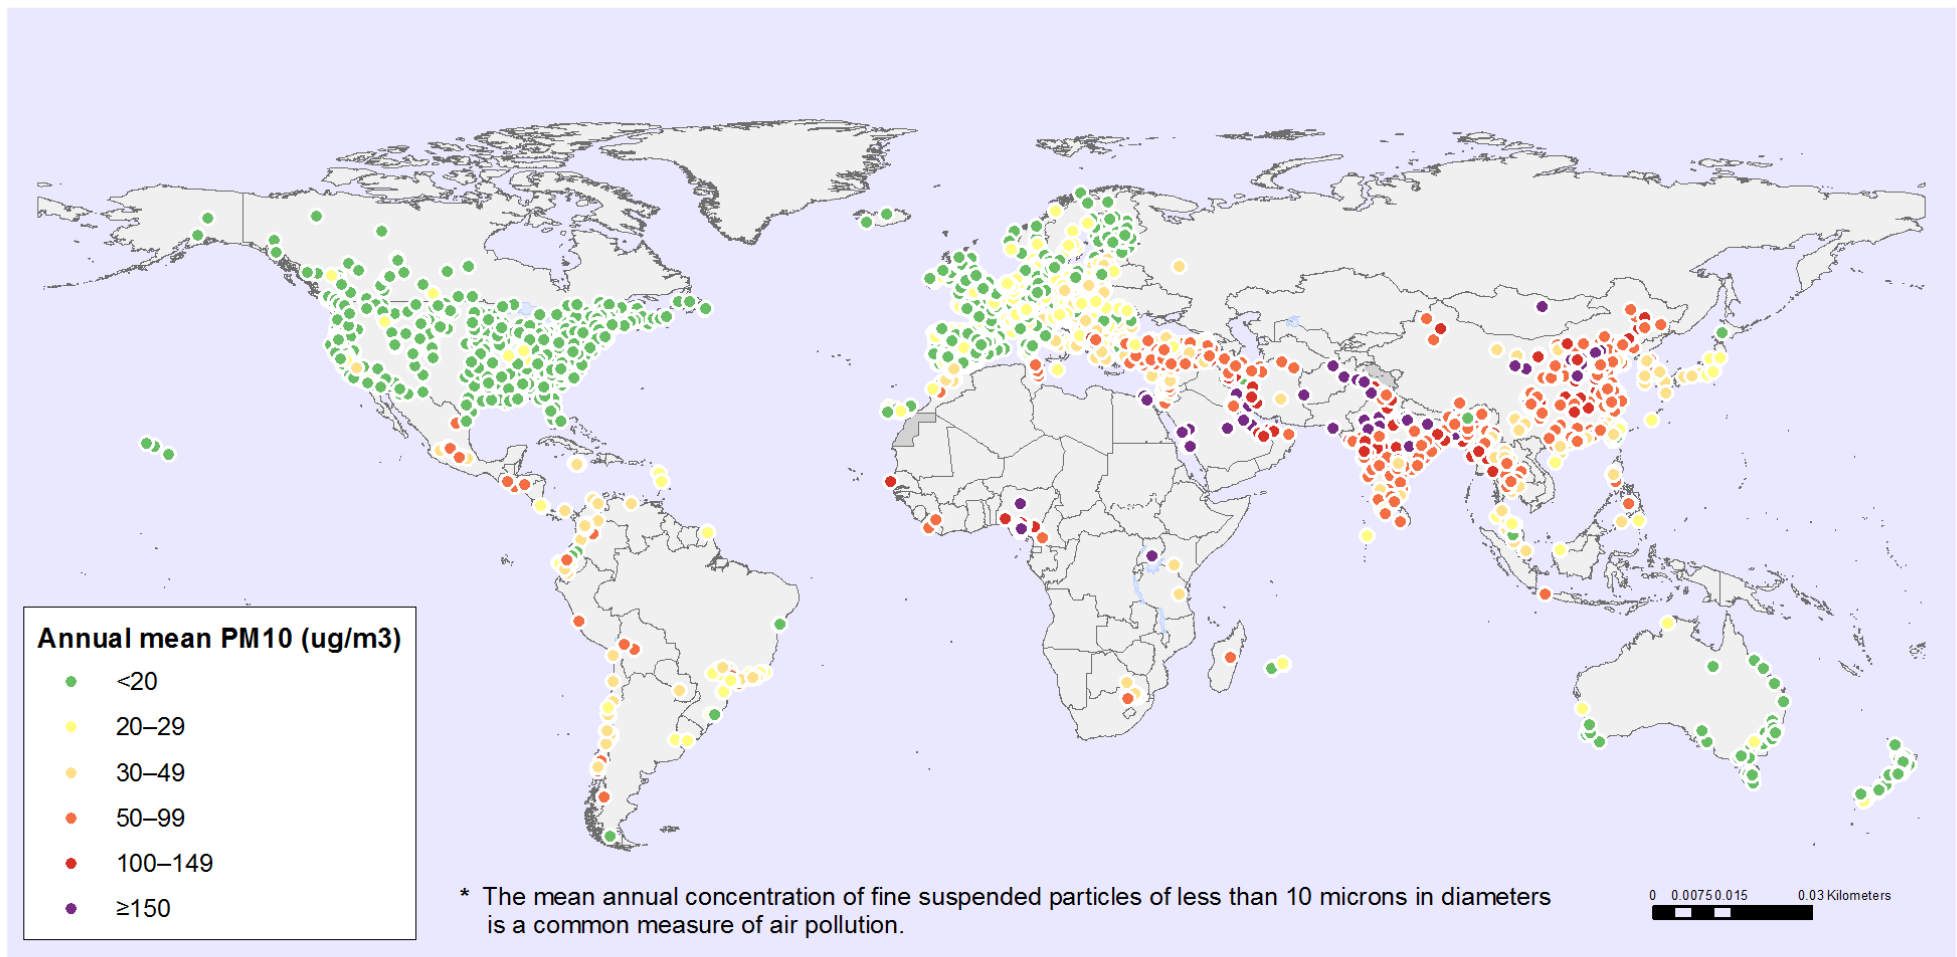 Annual mean PM10 (ug/m3)
<20
20–29
30–49
50–99
100–149
≥150
* The mean annual concentration of fine suspended particles of less than 10 microns in diameters
is a common measure of air pollution.
0 0.0075 0.015 0.03 Kilometers